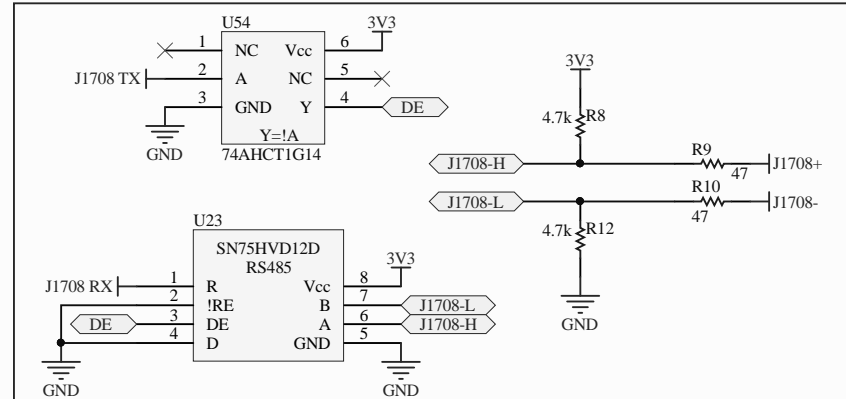 U54
3V3
1 NC Vcc 6
J1708 TX 2 A NC 5
3 GND Y 4 DE
Y=!A
GND 74AHCT1G14
3V3
4.7k R8
J1708-H R9 47 J1708+
J1708-L R10 47 J1708-
4.7k R12
GND
U23
SN75HVD12D
RS485
3V3
J1708 RX 1 R Vcc 8
2 !RE B 7 J1708-L
DE 3 DE A 6 J1708-H
4 D GND 5
GND GND